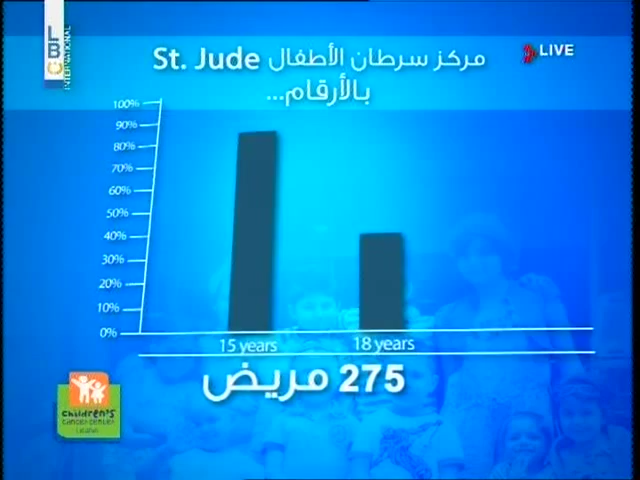 LBC
INTERNATIONAL
مركز سرطان الأطفال St. Jude
بالأرقام...
LIVE
100%
90%
80%
70%
60%
50%
40%
30%
20%
10%
0%
15 years
18 years
275 مريض
children's
cancer center